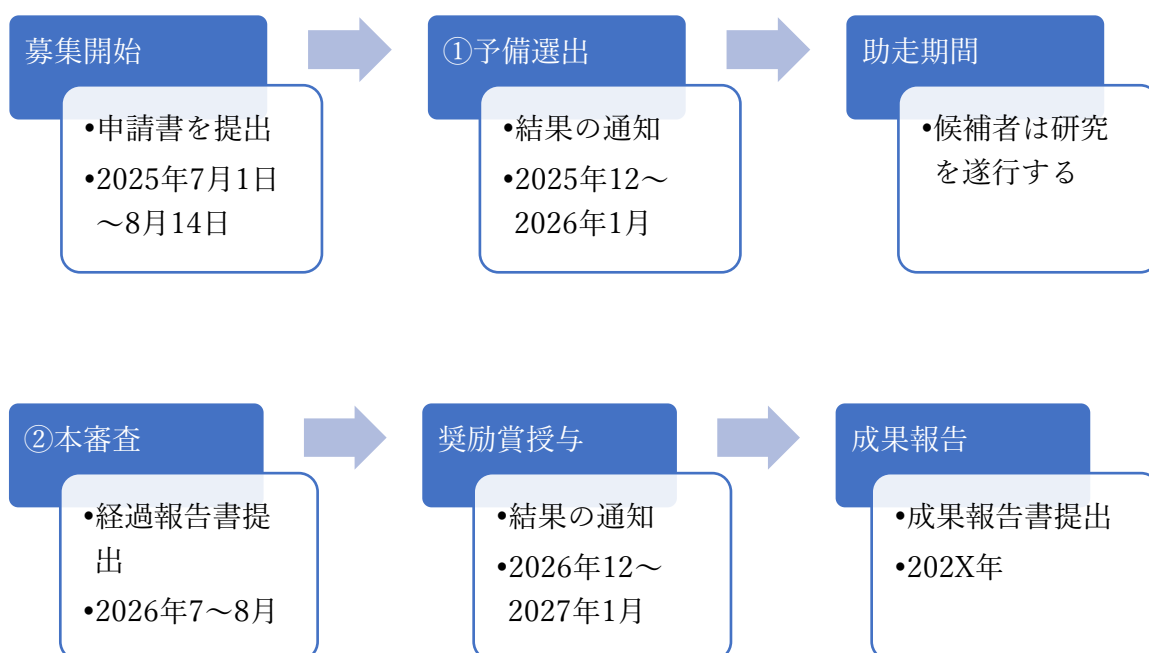 募集開始
•申請書を提出
•2025年7月1日
～8月14日
①予備選出
•結果の通知
•2025年12～
2026年1月
助走期間
•候補者は研究
を遂行する
②本審査
•経過報告書提
出
•2026年7～8月
奨励賞授与
•結果の通知
•2026年12～
2027年1月
成果報告
•成果報告書提出
•202X年